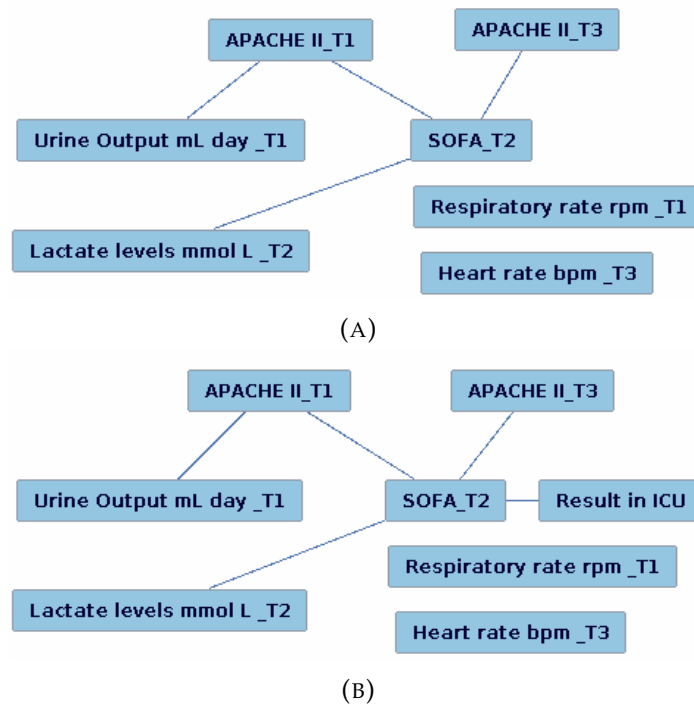 APACHE II_T1
APACHE II_T3
Urine Output mL day _T1
SOFA_T2
Respiratory rate rpm _T1
Lactate levels mmol L _T2
Heart rate bpm _T3
(A)
APACHE II_T1
APACHE II_T3
Urine Output mL day _T1
SOFA_T2
Result in ICU
Respiratory rate rpm _T1
Lactate levels mmol L _T2
Heart rate bpm _T3
(B)